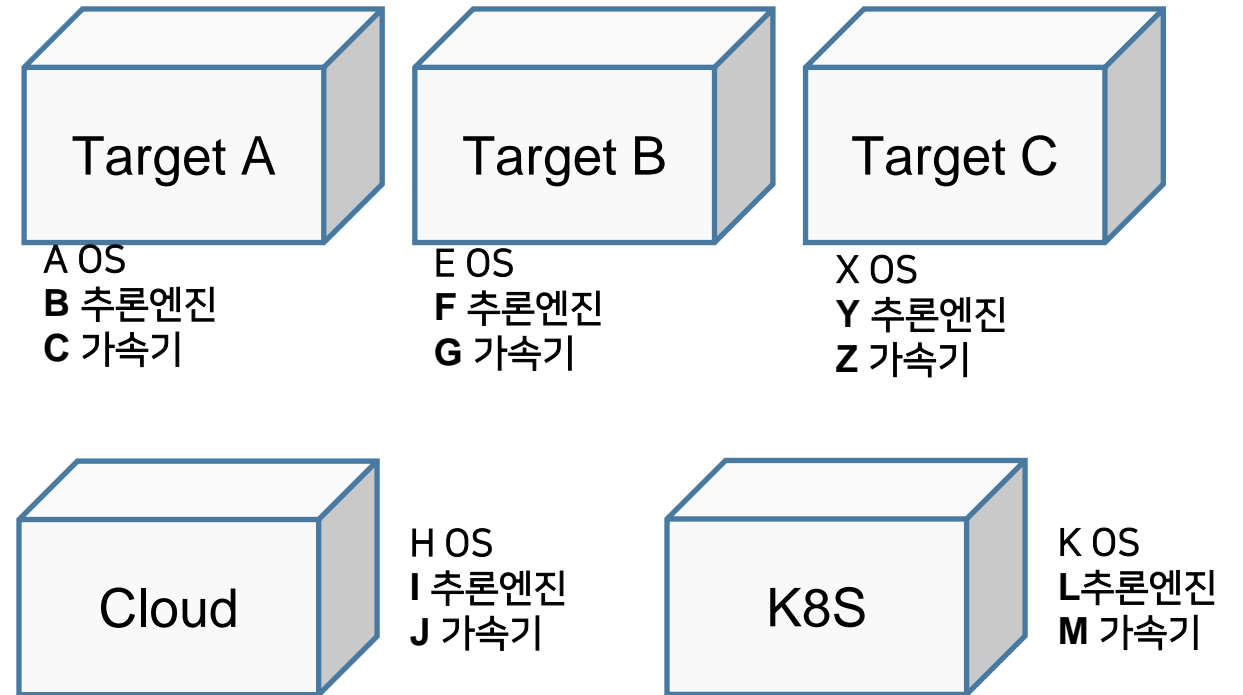 Target A
Target B
Target C
A OS
B 추론엔진
C 가속기
E OS
F 추론엔진
G 가속기
X OS
Y 추론엔진
Z 가속기
Cloud
H OS
I 추론엔진
J 가속기
K8S
K OS
L추론엔진
M 가속기